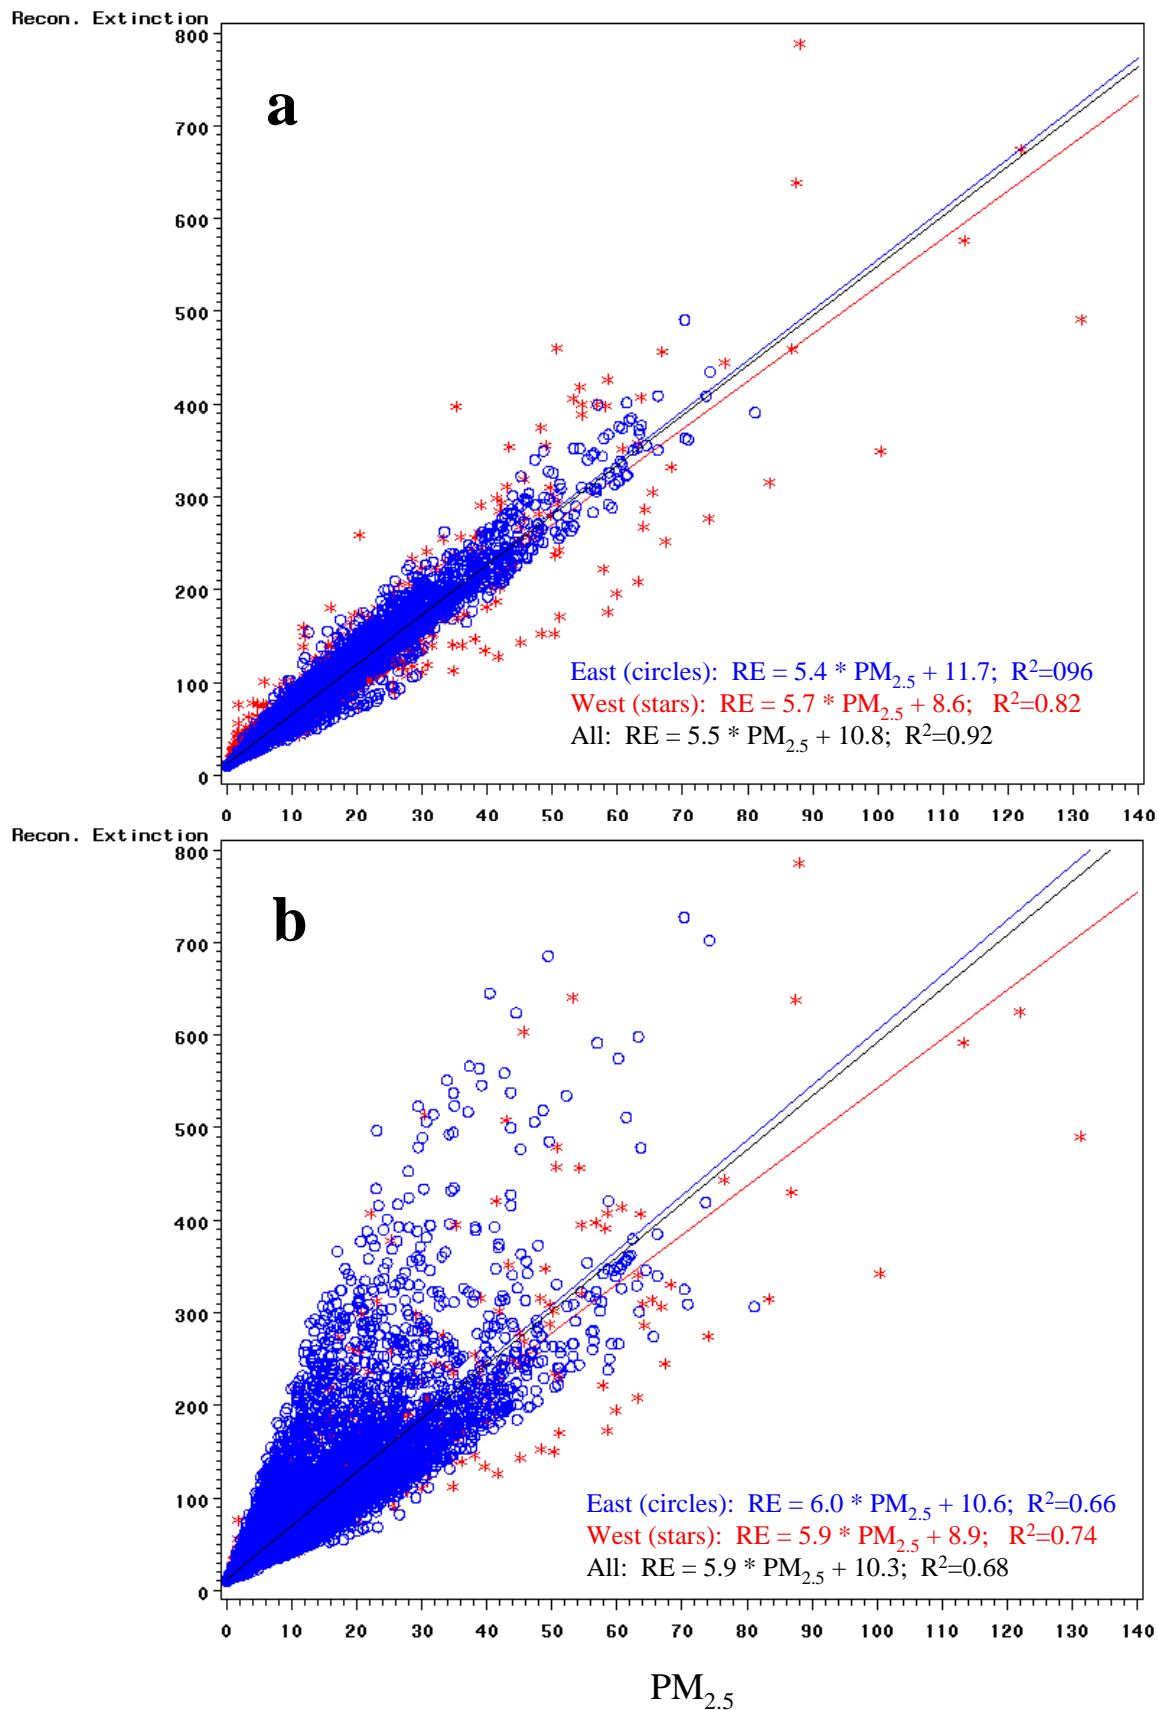 Recon. Extinction
800
a
700
600
500
400
300
200
East (circles): RE = 5.4 * PM2.5 + 11.7; R2=096
100
West (stars): RE = 5.7 * PM2.5 + 8.6; R2=0.82
All: RE = 5.5 * PM2.5 + 10.8; R2=0.92
0
0 10 20 30 40 50 60 70 80 90 100 110 120 130 140
Recon. Extinction
800
b
700
600
500
400
300
200
100
East (circles): RE = 6.0 * PM2.5 + 10.6; R2=0.66
West (stars): RE = 5.9 * PM2.5 + 8.9; R2=0.74
All: RE = 5.9 * PM2.5 + 10.3; R2=0.68
0
0 10 20 30 40 50 60 70 80 90 100 110 120 130 140
PM2.5